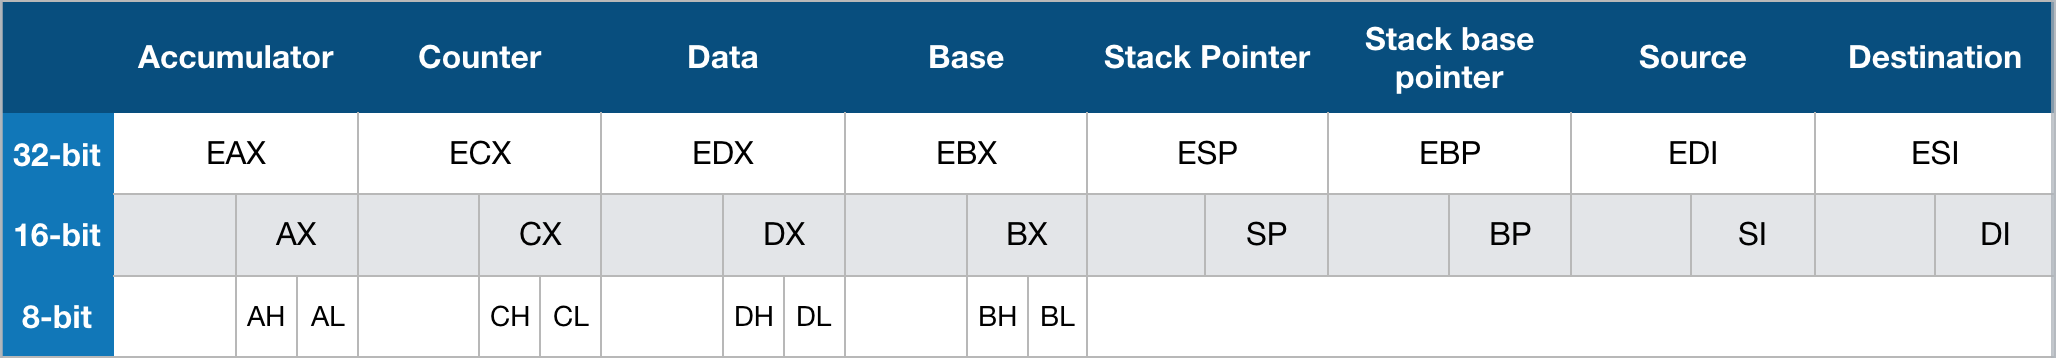 Accumulator Counter Data Base Stack Pointer Stack base pointer Source Destination
32-bit EAX ECX EDX EBX ESP EBP EDI ESI
16-bit AX CX DX BX SP BP SI DI
8-bit AH AL CH CL DH DL BH BL